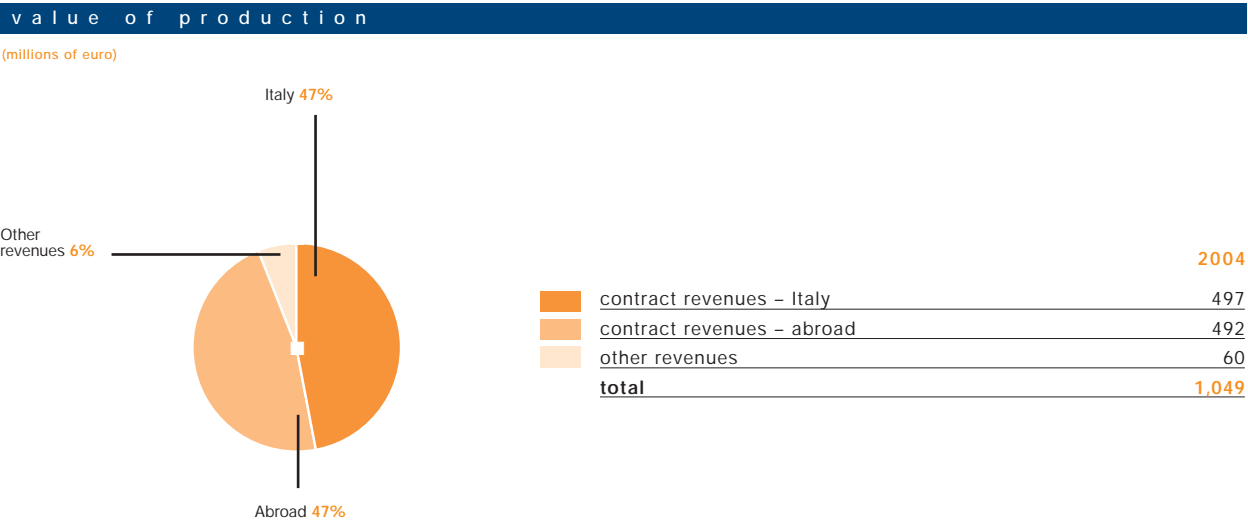 value of production
(millions of euro)
Italy 47%
Other
revenues 6%
Abroad 47%
2004
contract revenues – Italy 497
contract revenues – abroad 492
other revenues 60
total 1,049